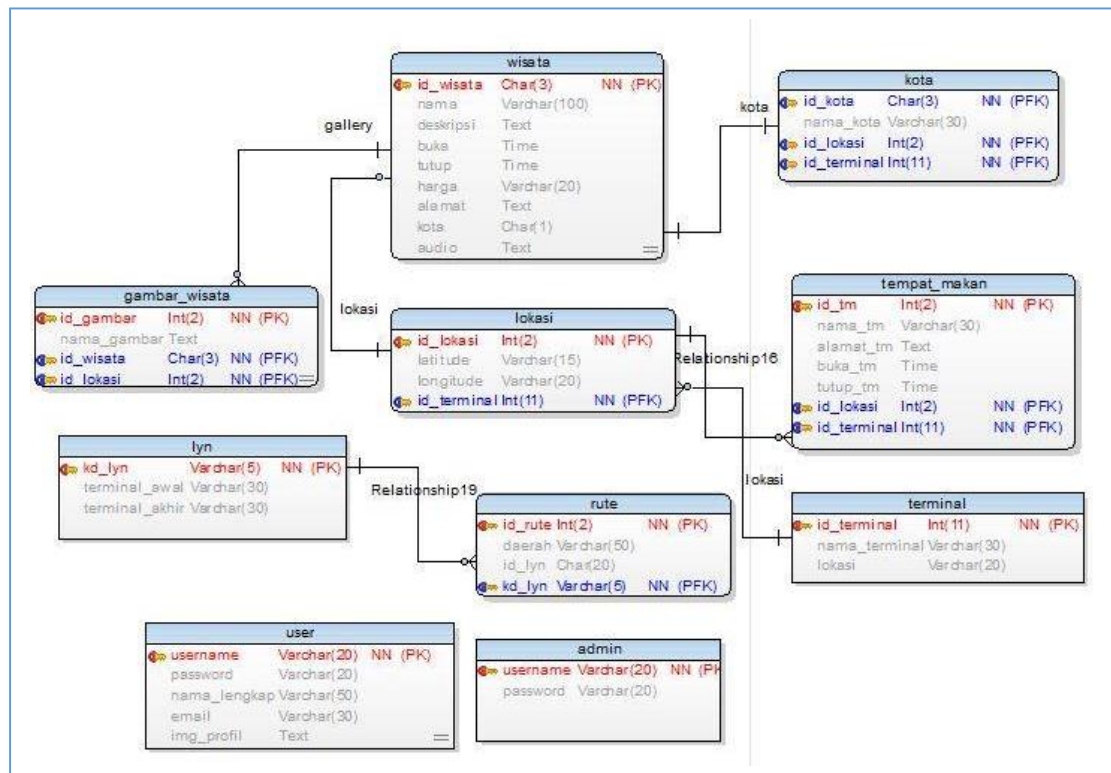 wisata
id_wisata Char(3) NN (PK)
nama Varchar(100)
deskripsi Text
buka Time
tutup Time
harga Varchar(20)
alamat Text
kota Char(1)
audio Text
kota
kota
id_kota Char(3) NN (PFK)
nama_kota Varchar(30)
id_lokasi Int(2) NN (PFK)
id_terminal Int(11) NN (PFK)
gallery
gambar_wisata
id_gambar Int(2) NN (PK)
nama_gambar Text
id_wisata Char(3) NN (PFK)
id_lokasi Int(2) NN (PFK)
lokasi
lokasi
id_lokasi Int(2) NN (PK)
latitude Varchar(15)
longitude Varchar(20)
id_terminal Int(11) NN (PFK)
Relationship16
tempat_makan
id_tm Int(2) NN (PK)
nama_tm Varchar(30)
alamat_tm Text
buka_tm Time
tutup_tm Time
id_lokasi Int(2) NN (PFK)
id_terminal Int(11) NN (PFK)
lyn
kd_lyn Varchar(5) NN (PK)
terminal_awal Varchar(30)
terminal_akhir Varchar(30)
Relationship19
rute
id_rute Int(2) NN (PK)
daerah Varchar(50)
id_lyn Char(20)
kd_lyn Varchar(5) NN (PFK)
lokasi
terminal
id_terminal Int(11) NN (PK)
nama_terminal Varchar(30)
lokasi Varchar(20)
user
username Varchar(20) NN (PK)
password Varchar(20)
nama_lengkap Varchar(50)
email Varchar(30)
img_profil Text
admin
username Varchar(20) NN (PK
password Varchar(20)